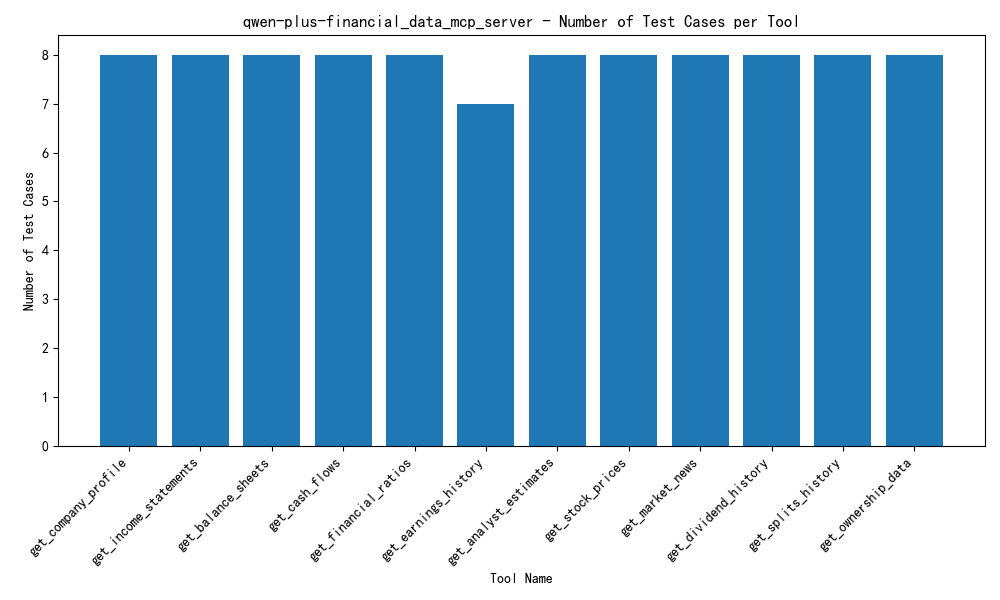 qwen-plus-financial_data_mcp_server - Number of Test Cases per Tool
Number of Test Cases
8
7
6
5
4
3
2
1
0
get_company_profile
get_income_statements
get_balance_sheets
get_cash_flows
get_financial_ratios
get_earnings_history
get_analyst_estimates
get_stock_prices
get_market_news
get_dividend_history
get_splits_history
get_ownership_data
Tool Name